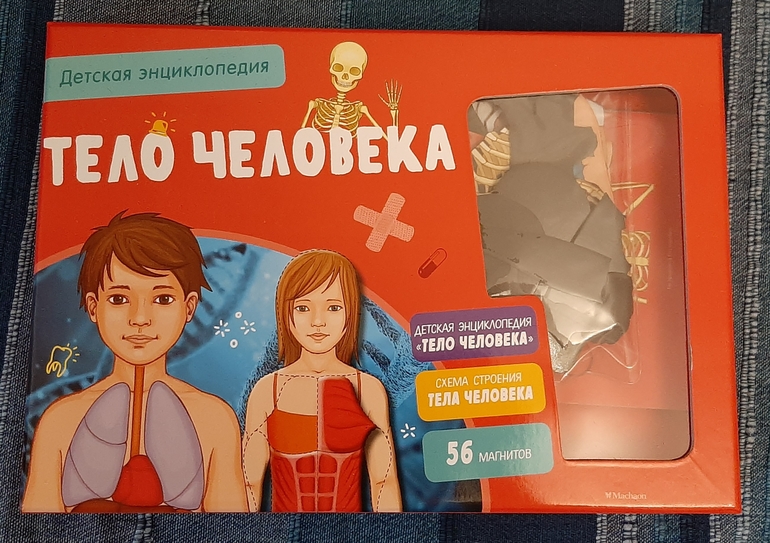 Детская энциклопедия
ТЕЛО ЧЕЛОВЕКА
ДЕТСКАЯ ЭНЦИКЛОПЕДИЯ
«ТЕЛО ЧЕЛОВЕКА»
СХЕМА СТРОЕНИЯ
ТЕЛА ЧЕЛОВЕКА
56 МАГНИТОВ
Machaon